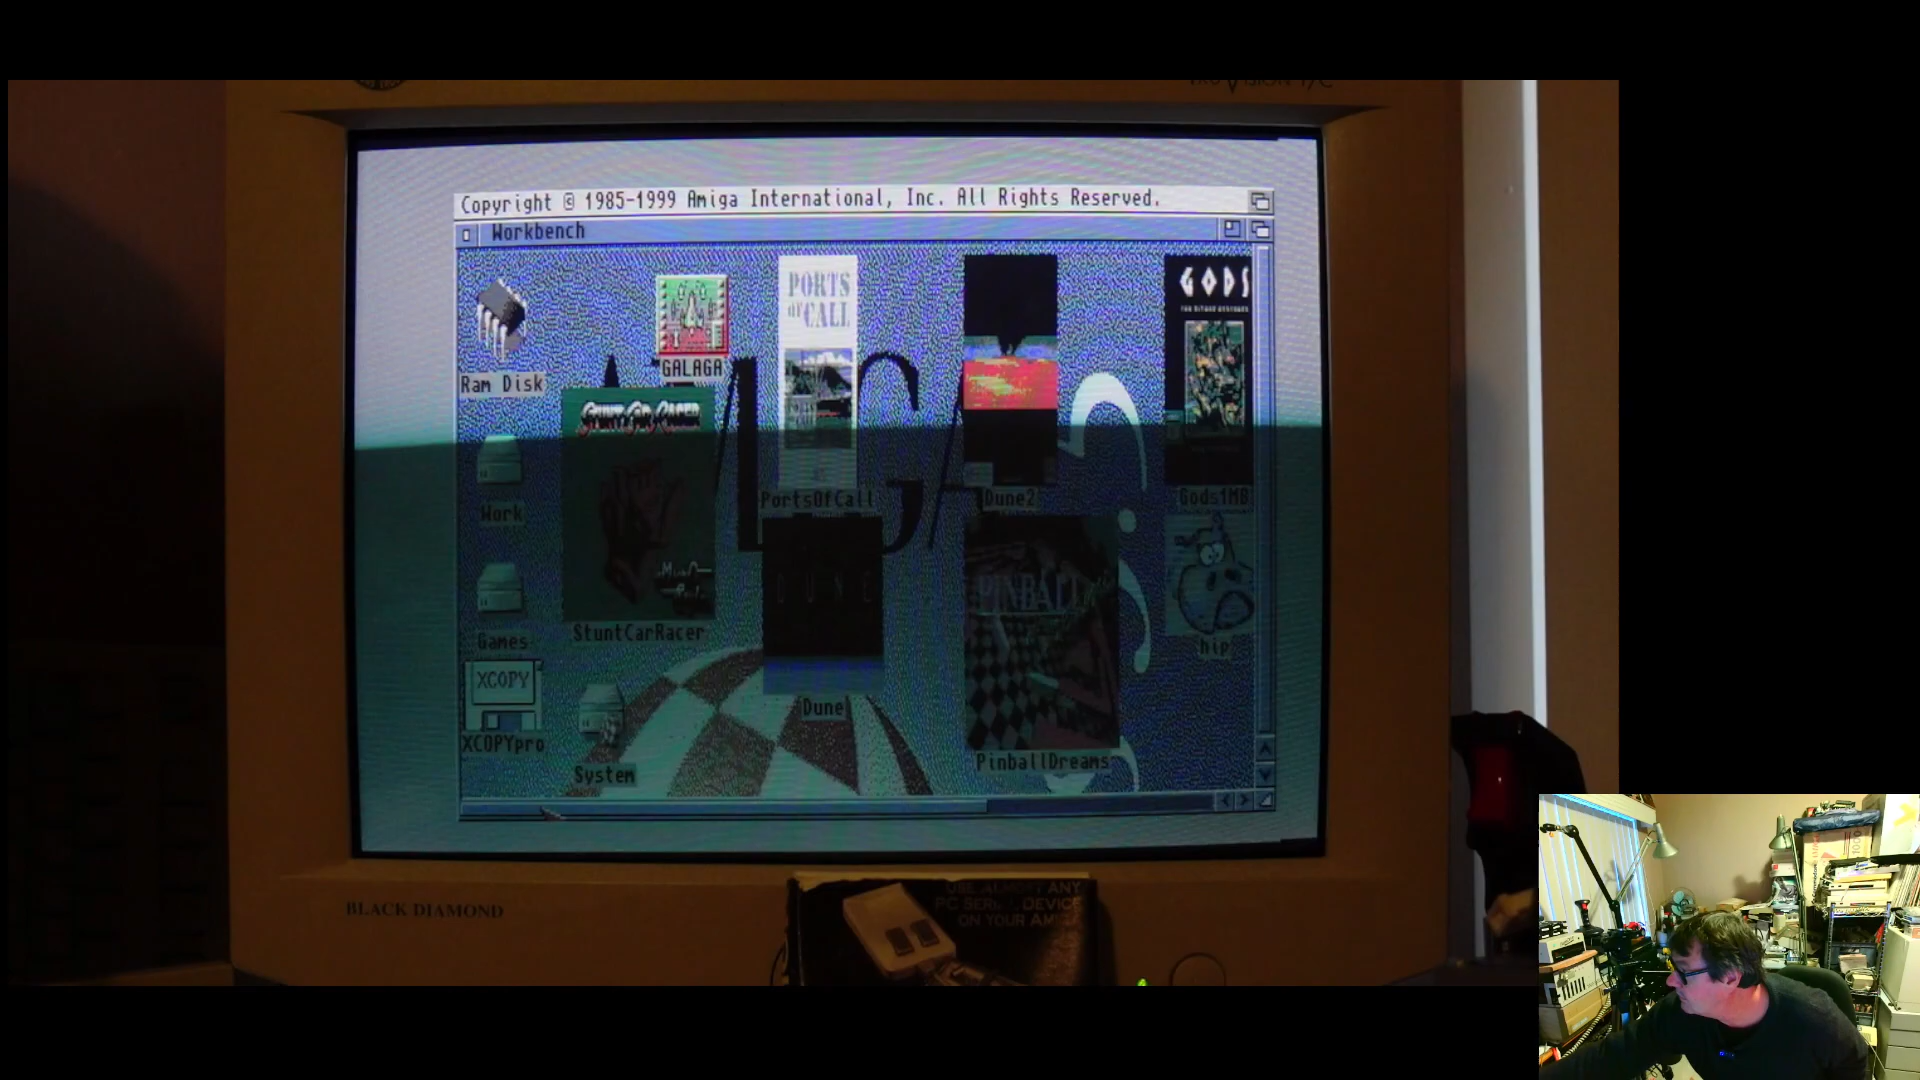 Copyright © 1985-1999 Amiga International, Inc. All Rights Reserved.
Workbench
PORTS
OF
CALL
GODS
Ram Disk
GALAGA
AMIGA
STUNT CAR RACER
PortsOfCall
Dune2
Gods1MB
Work
DUNE
PINBALL
Games
StuntCarRacer
hip
XCOPY
Dune
XCOPYpro
System
PinballDreams
BLACK DIAMOND
USE ALMOST ANY
DEVICE
ON YOUR